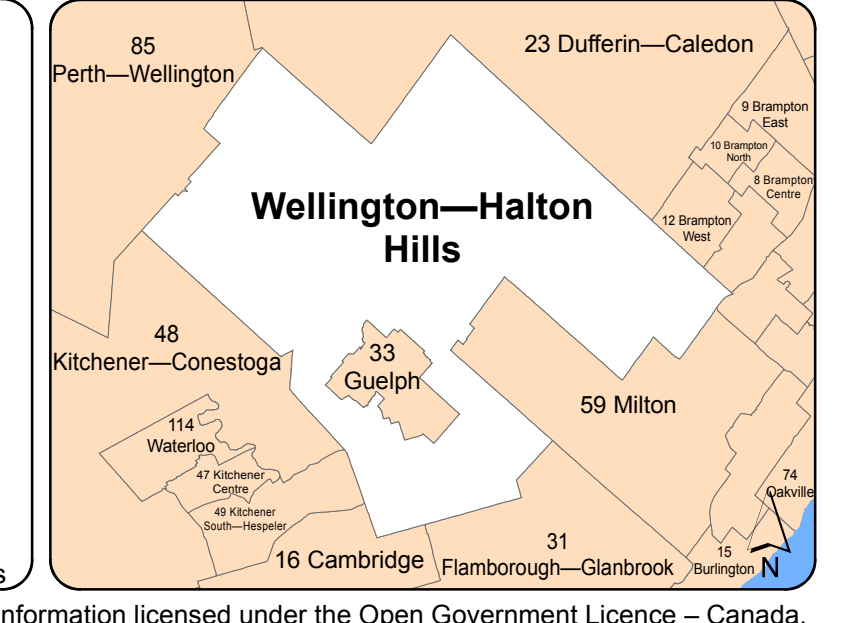 85
Perth—Wellington
23 Dufferin—Caledon
9 Brampton
East
10 Brampton
North
8 Brampton
Centre
12 Brampton
West
Wellington—Halton
Hills
48
Kitchener—Conestoga
33
Guelph
59 Milton
114
Waterloo
47 Kitchener
Centre
49 Kitchener
South—Hespeler
74
Oakville
16 Cambridge
31
Flamborough—Glanbrook
15
Burlington
N
s
nformation licensed under the Open Government Licence – Canada.